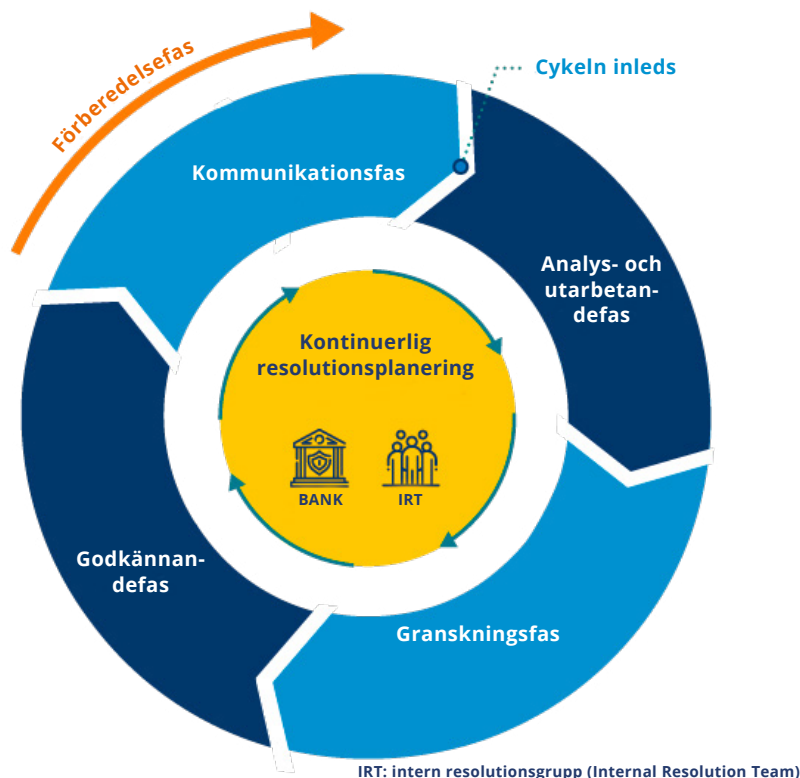 Förberedelsefas
Cykeln inleds
Kommunikationsfas
Analys- och
utarbetan-
defas
Kontinuerlig
resolutionsplanering
BANK
IRT
Godkännan-
defas
Granskningsfas
IRT: intern resolutionsgrupp (Internal Resolution Team)